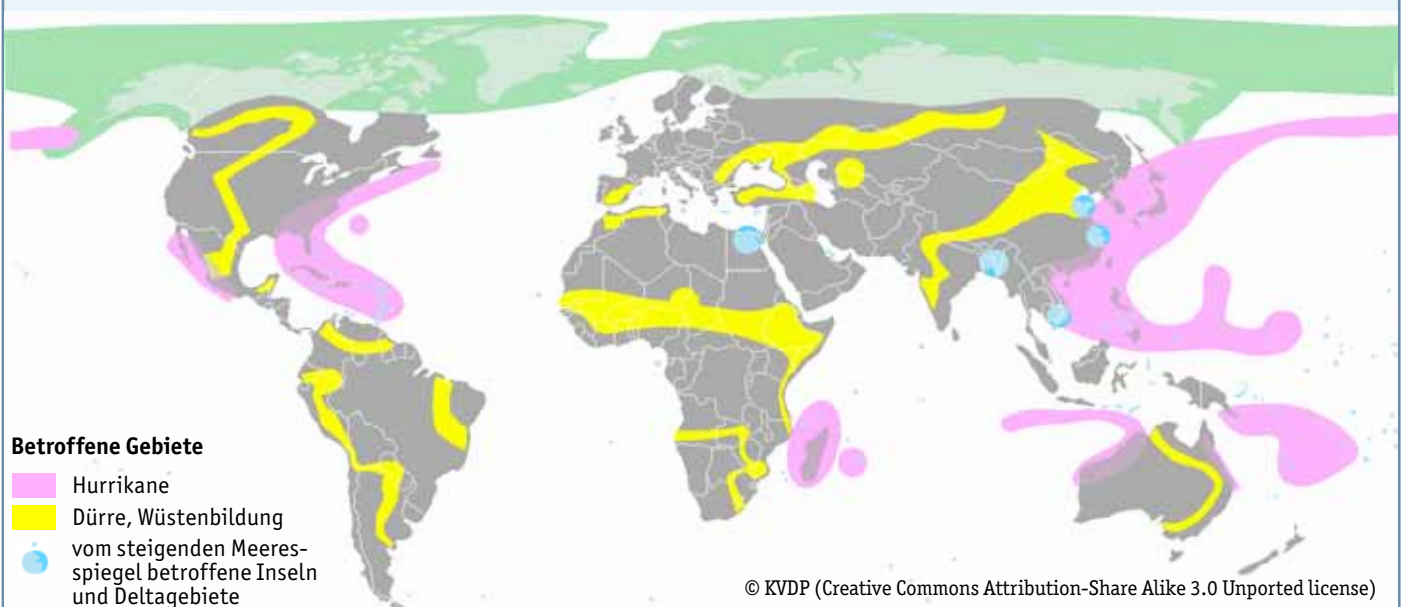 Betroffene Gebiete
Hurrikane
Dürre, Wüstenbildung
vom steigenden Meeres-
spiegel betroffene Inseln
und Deltagebiete
© KVDP (Creative Commons Attribution-Share Alike 3.0 Unported license)